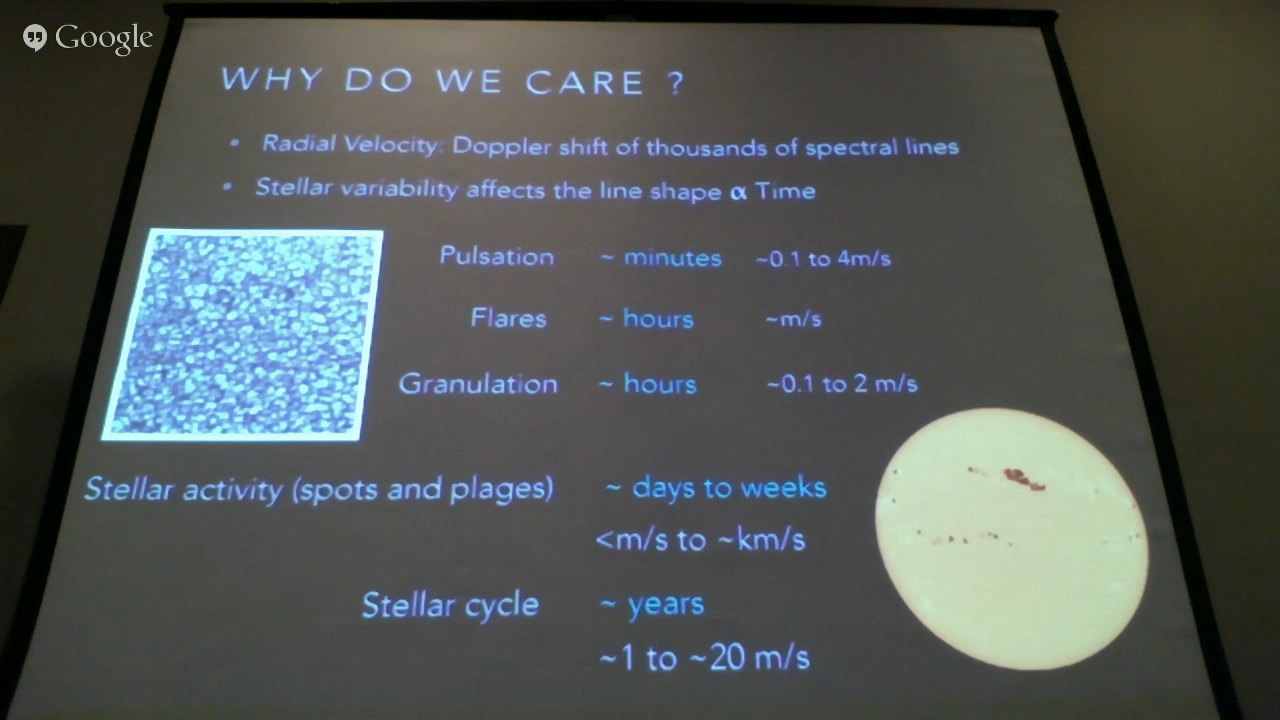 Google
WHY DO WE CARE ?
• Radial Velocity: Doppler shift of thousands of spectral lines
• Stellar variability affects the line shape α Time
Pulsation ~ minutes ~0.1 to 4m/s
Flares ~ hours ~m/s
Granulation ~ hours ~0.1 to 2 m/s
Stellar activity (spots and plages) ~ days to weeks
<m/s to ~km/s
Stellar cycle ~ years
~1 to ~20 m/s